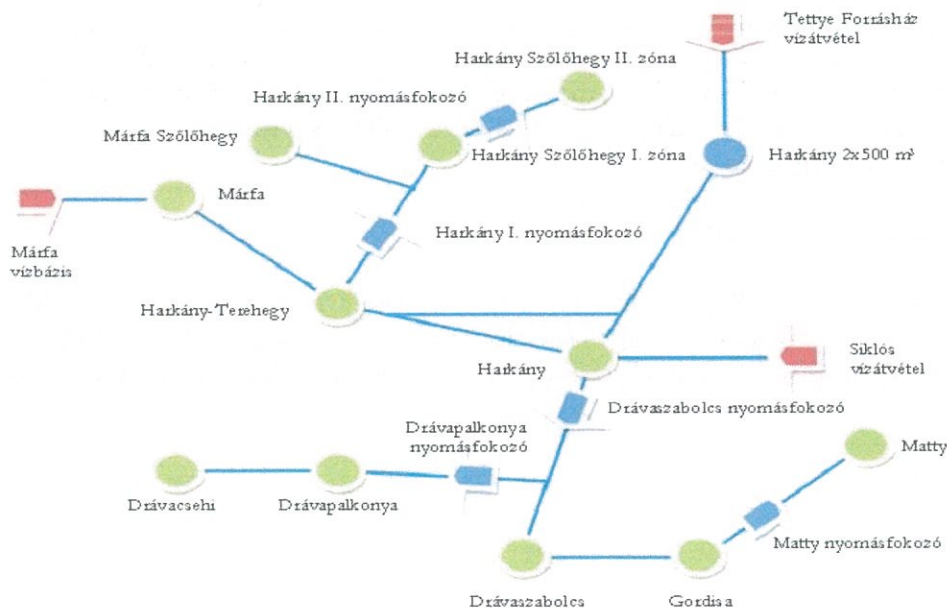 Tettye Forrásház
vízátvétel
Harkány Szőlőhegy II. zóna
Harkány II. nyomásfokozó
Márfa Szőlőhegy
Harkány Szőlőhegy I. zóna
Harkány 2x500 m³
Márfa
Harkány I. nyomásfokozó
Márfa
vízbázis
Harkány-Terehegy
Siklós
vízátvétel
Harkány
Drávaszabolcs nyomásfokozó
Drávapalkonya
nyomásfokozó
Matty
Drávacsehi
Drávapalkonya
Matty nyomásfokozó
Drávaszabolcs
Gordisa